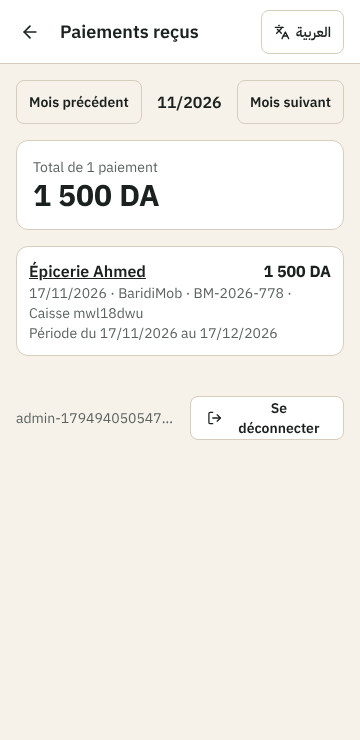 Paiements reçus
العربية
Mois précédent
11/2026
Mois suivant
Total de 1 paiement
1 500 DA
Épicerie Ahmed
1 500 DA
17/11/2026 · BaridiMob · BM-2026-778 ·
Caisse mwl18dwu
Période du 17/11/2026 au 17/12/2026
admin-179494050547…
Se
déconnecter